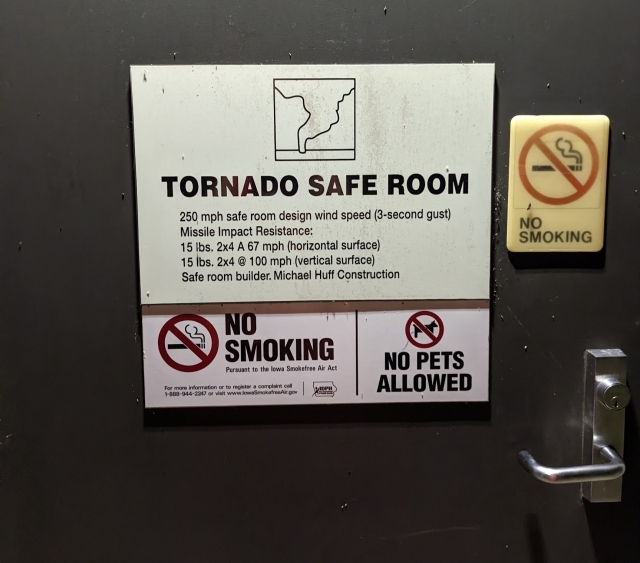 TORNADO SAFE ROOM
250 mph safe room design wind speed (3-second gust)
Missile Impact Resistance:
15 lbs. 2x4 A 67 mph (horizontal surface)
15 lbs. 2x4 @ 100 mph (vertical surface)
Safe room builder. Michael Huff Construction
NO
SMOKING
Pursuant to the Iowa Smokefree Air Act
For more information or to register a complaint call
1-888-944-2247 or visit www.IowaSmokefreeAir.gov
IDPH
NO PETS
ALLOWED
NO
SMOKING